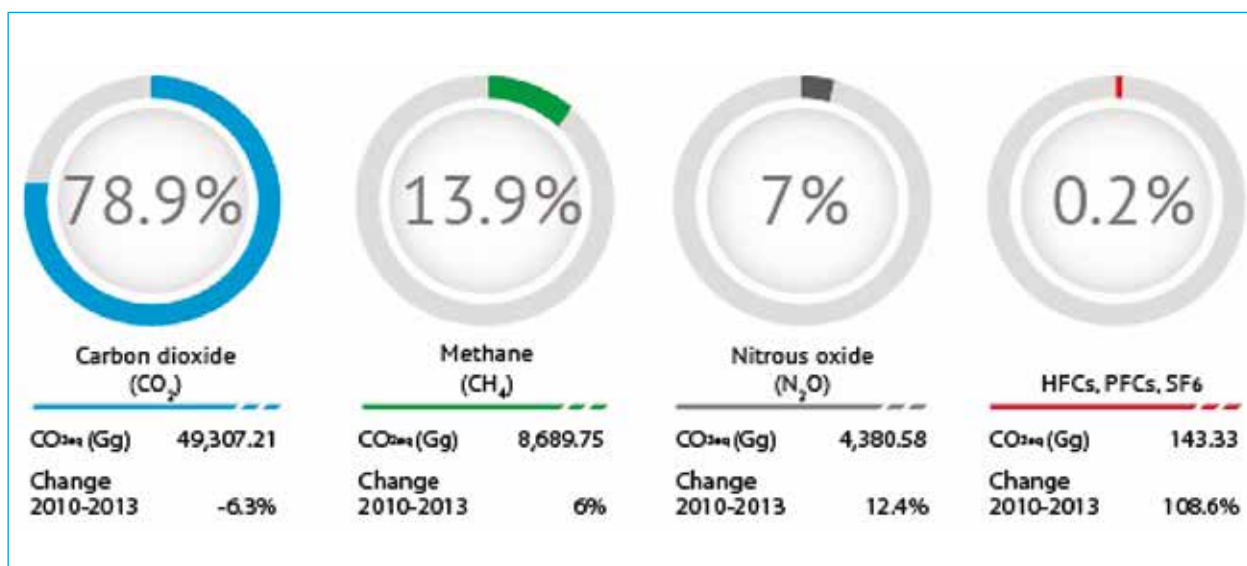 78.9%
13.9%
7%
0.2%
Carbon dioxide
(CO₂)
Methane
(CH₄)
Nitrous oxide
(N₂O)
HFCs, PFCs, SF6
CO₂eq (Gg) 49,307.21
Change
2010-2013 -6.3%
CO₂eq (Gg) 8,689.75
Change
2010-2013 6%
CO₂eq (Gg) 4,380.58
Change
2010-2013 12.4%
CO₂eq (Gg) 143.33
Change
2010-2013 108.6%